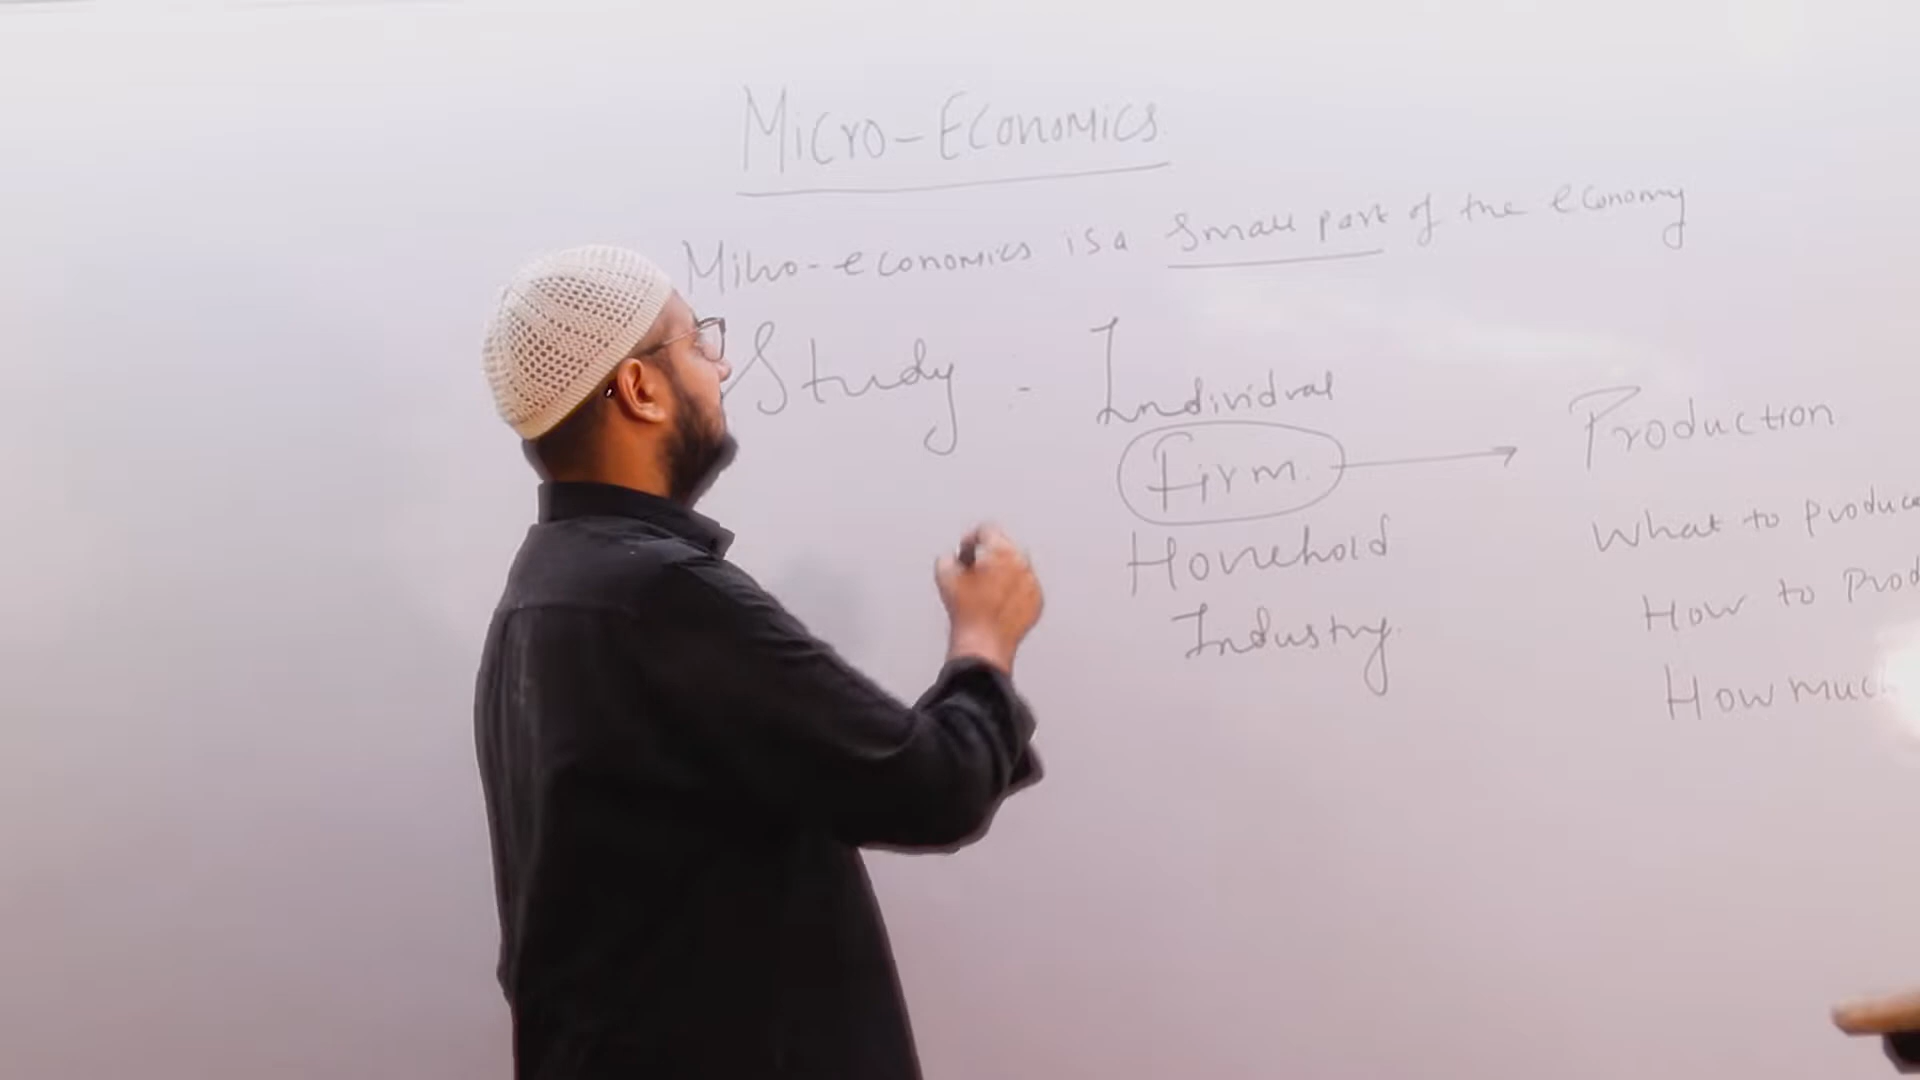 Micro-Economics
Micro-economics is a small part of the economy
Study :- Individual
Firm → Production
Household
Industry
What to produce
How to Prod
How much